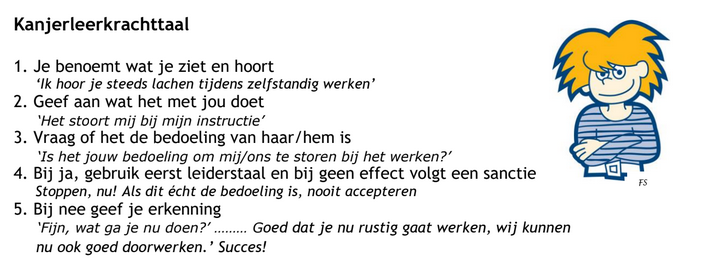 Kanjerleerkrachttaal
1. Je benoemt wat je ziet en hoort
‘Ik hoor je steeds lachen tijdens zelfstandig werken’
2. Geef aan wat het met jou doet
‘Het stoort mij bij mijn instructie’
3. Vraag of het de bedoeling van haar/hem is
‘Is het jouw bedoeling om mij/ons te storen bij het werken?’
4. Bij ja, gebruik eerst leiderstaal en bij geen effect volgt een sanctie
Stoppen, nu! Als dit écht de bedoeling is, nooit accepteren
5. Bij nee geef je erkenning
‘Fijn, wat ga je nu doen?’ ……… Goed dat je nu rustig gaat werken, wij kunnen
nu ook goed doorwerken.’ Succes!
FS